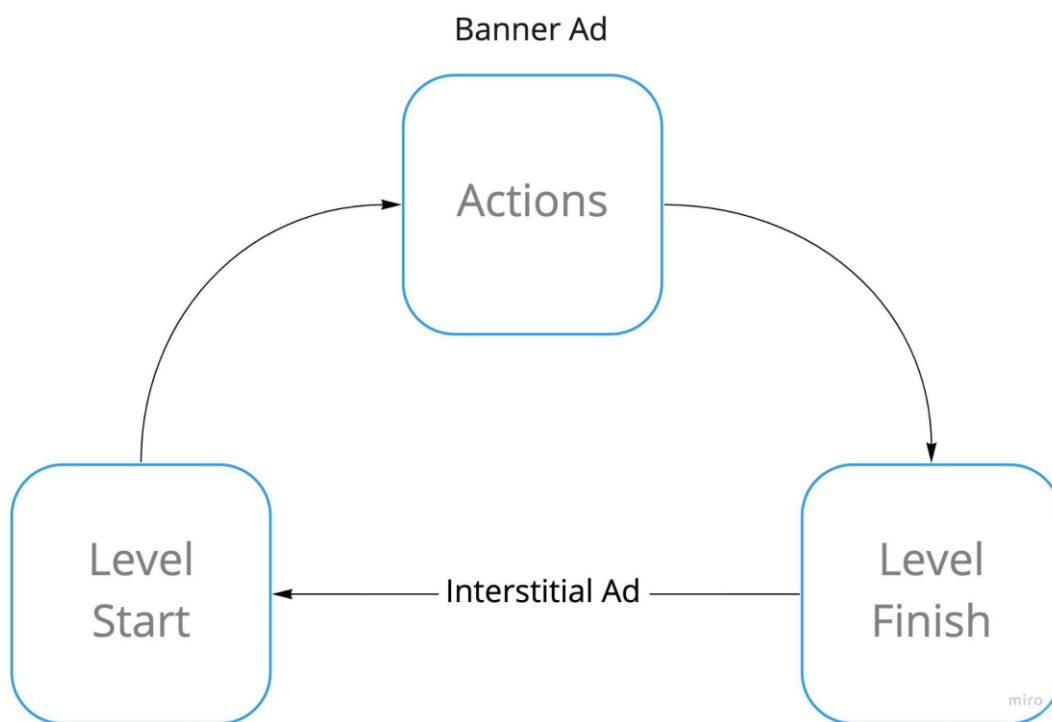 Banner Ad
Actions
Level
Start
Interstitial Ad
Level
Finish
miro